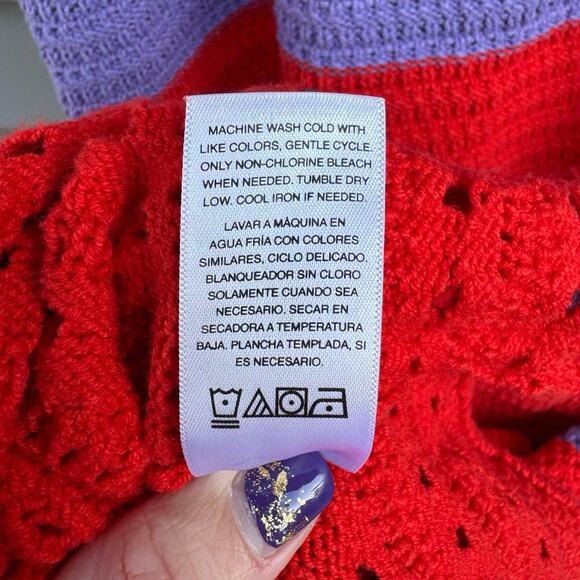 MACHINE WASH COLD WITH
LIKE COLORS, GENTLE CYCLE.
ONLY NON-CHLORINE BLEACH
WHEN NEEDED. TUMBLE DRY
LOW. COOL IRON IF NEEDED.
LAVAR A MÀQUINA EN
AGUA FRÍA CON COLORES
SIMILARES, CICLO DELICADO.
BLANQUEADOR SIN CLORO
SOLAMENTE CUANDO SEA
NECESARIO. SECAR EN
SECADORA A TEMPERATURA
BAJA. PLANCHA TEMPLADA, SI
ES NECESARIO.